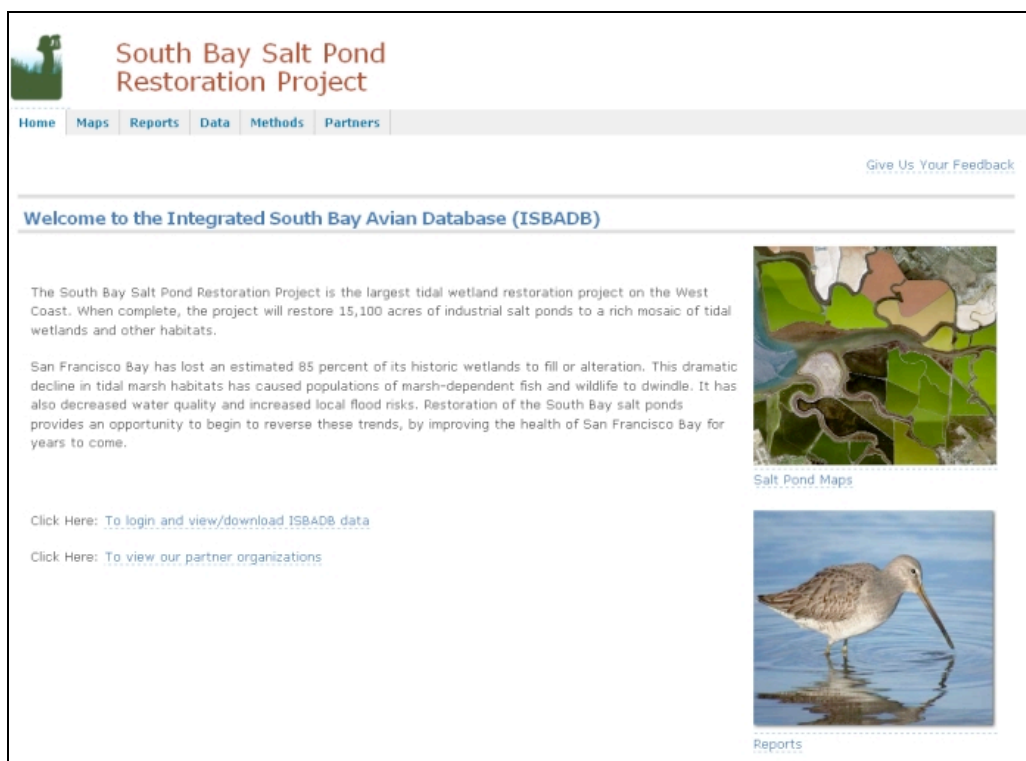 South Bay Salt Pond
Restoration Project
Home Maps Reports Data Methods Partners
Give Us Your Feedback
Welcome to the Integrated South Bay Avian Database (ISBADB)
The South Bay Salt Pond Restoration Project is the largest tidal wetland restoration project on the West
Coast. When complete, the project will restore 15,100 acres of industrial salt ponds to a rich mosaic of tidal
wetlands and other habitats.
San Francisco Bay has lost an estimated 85 percent of its historic wetlands to fill or alteration. This dramatic
decline in tidal marsh habitats has caused populations of marsh-dependent fish and wildlife to dwindle. It has
also decreased water quality and increased local flood risks. Restoration of the South Bay salt ponds
provides an opportunity to begin to reverse these trends, by improving the health of San Francisco Bay for
years to come.
Salt Pond Maps
Click Here: To login and view/download ISBADB data
Click Here: To view our partner organizations
Reports